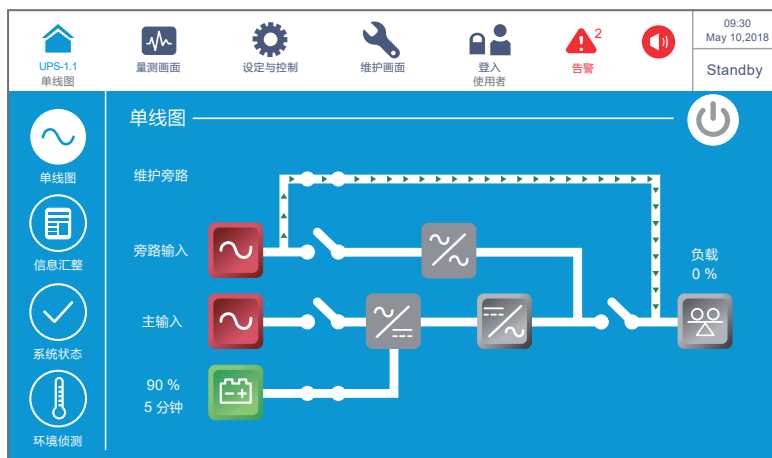 UPS-1.1
单线图
量测画面
设定与控制
维护画面
登入
使用者
2
告警
09:30
May 10,2018
Standby
单线图
信息汇整
系统状态
环境侦测
单线图
维护旁路
旁路输入
主输入
90 %
5 分钟
负载
0 %